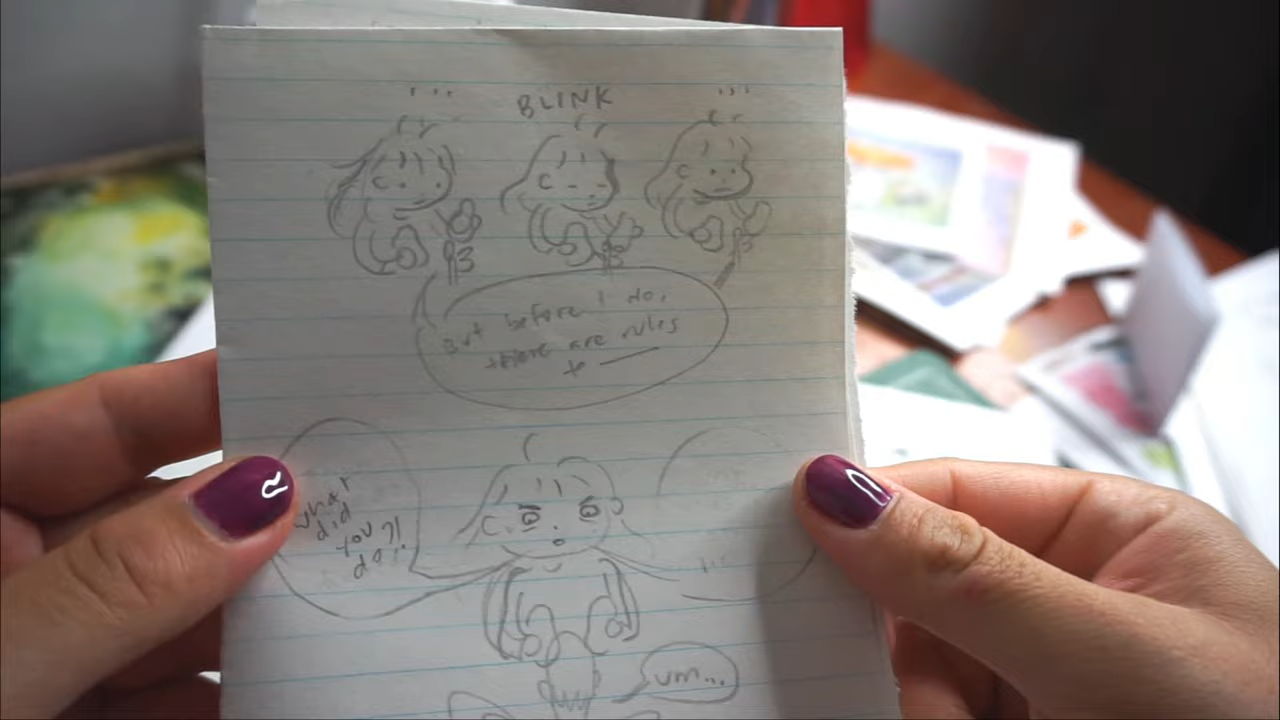 ... BLINK ...
But before I do,
there are rules
to
what
did
you?!
do!!
um...